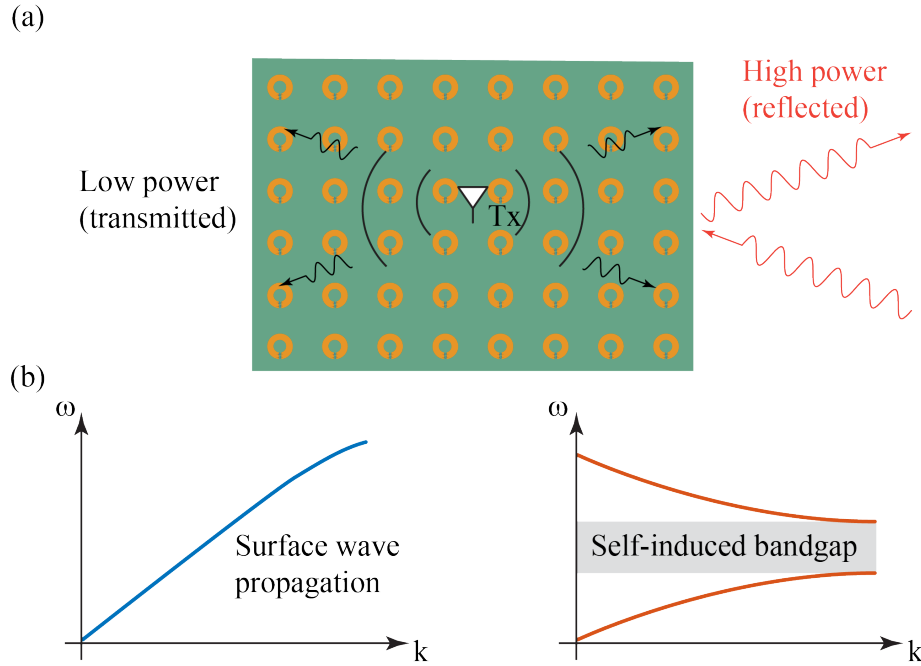 (a)
High power
(reflected)
Low power
(transmitted)
Tx
(b)
ω
Surface wave
propagation
k
ω
Self-induced bandgap
k